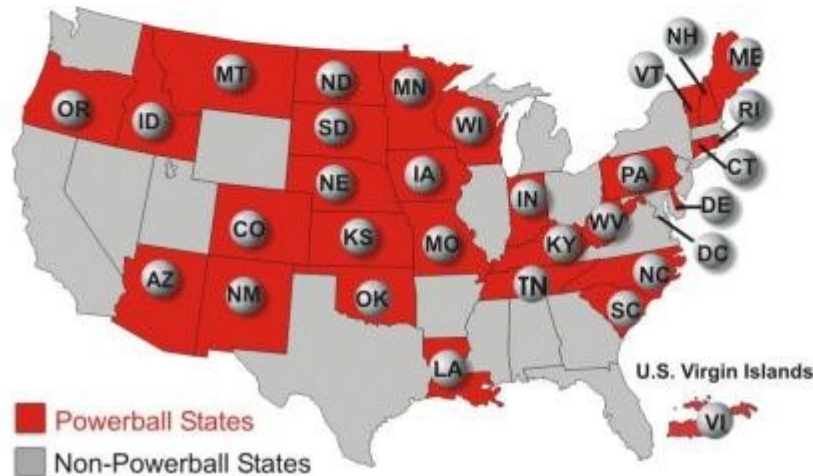 NH
ME
VT
MT
ND
MN
OR
ID
SD
WI
RI
NE
IA
PA
CT
IN
DE
CO
KS
MO
KY
WV
DC
AZ
NM
OK
TN
NC
SC
LA
U.S. Virgin Islands
VI
Powerball States
Non-Powerball States